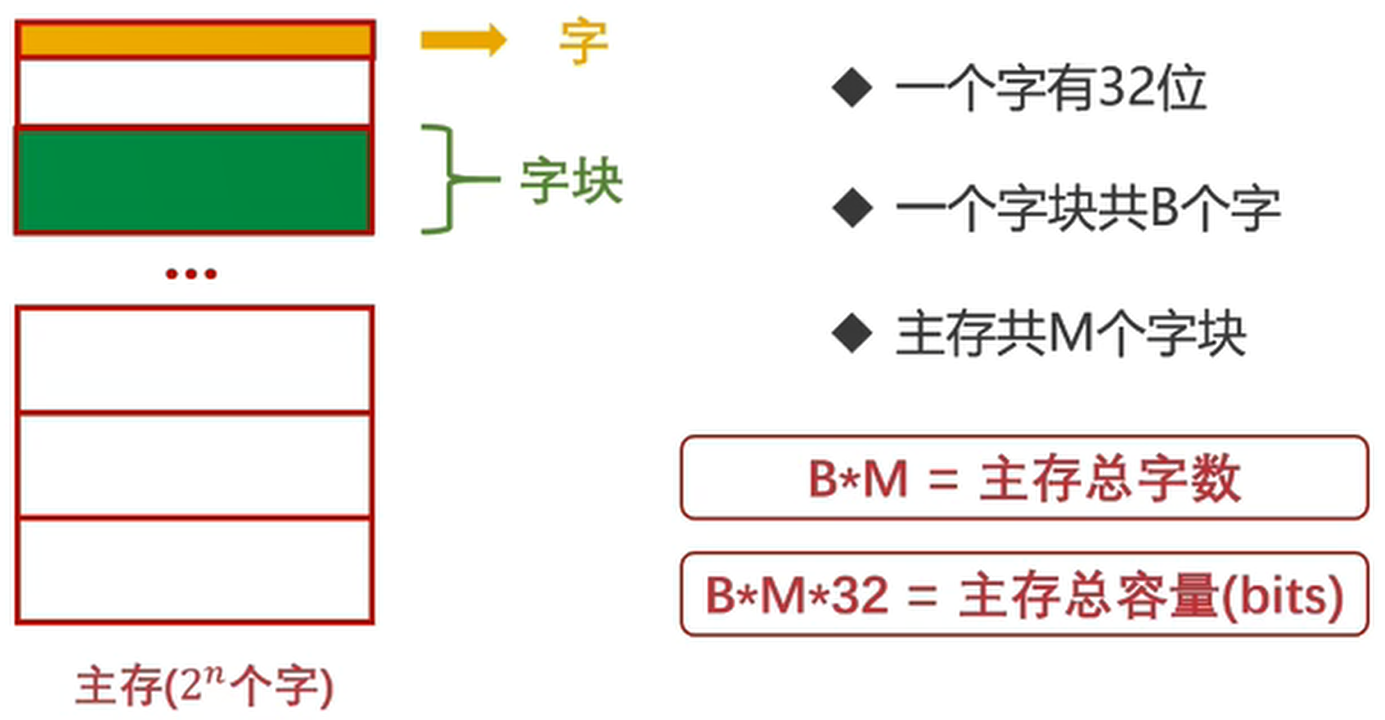 字
字块
•••
主存(2ⁿ个字)
◆ 一个字有32位
◆ 一个字块共B个字
◆ 主存共M个字块
B*M = 主存总字数
B*M*32 = 主存总容量(bits)